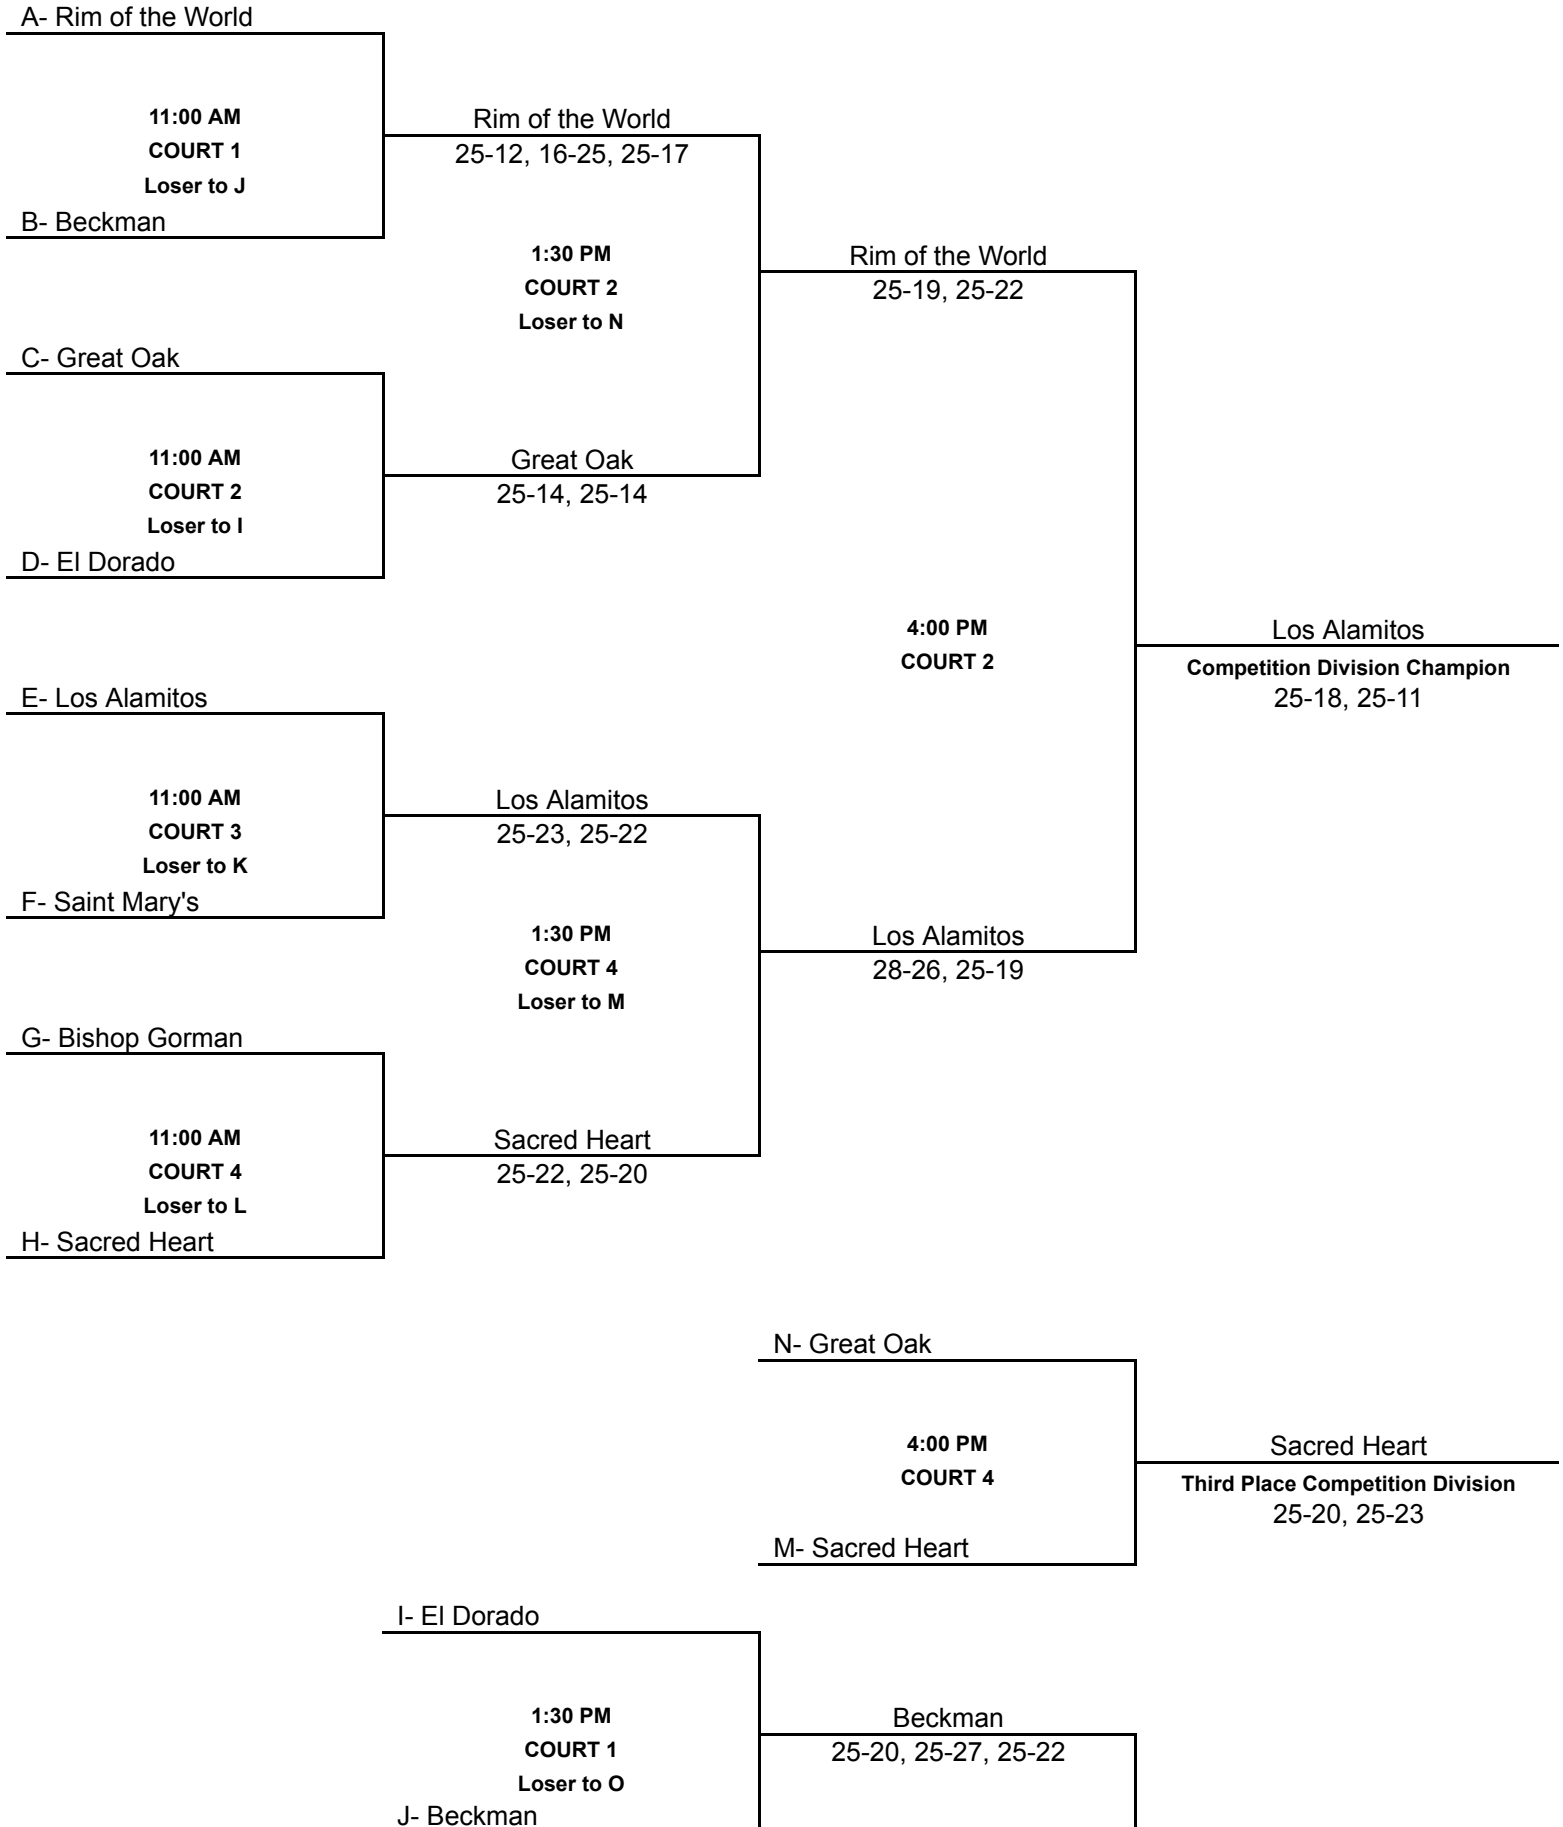 A- Rim of the World
11:00 AM
COURT 1
Loser to J
B- Beckman
Rim of the World
25-12, 16-25, 25-17
1:30 PM
COURT 2
Loser to N
Rim of the World
25-19, 25-22
C- Great Oak
11:00 AM
COURT 2
Loser to I
D- El Dorado
Great Oak
25-14, 25-14
4:00 PM
COURT 2
Los Alamitos
Competition Division Champion
25-18, 25-11
E- Los Alamitos
11:00 AM
COURT 3
Loser to K
F- Saint Mary's
Los Alamitos
25-23, 25-22
1:30 PM
COURT 4
Loser to M
Los Alamitos
28-26, 25-19
G- Bishop Gorman
11:00 AM
COURT 4
Loser to L
H- Sacred Heart
Sacred Heart
25-22, 25-20
N- Great Oak
4:00 PM
COURT 4
M- Sacred Heart
Sacred Heart
Third Place Competition Division
25-20, 25-23
I- El Dorado
1:30 PM
COURT 1
Loser to O
J- Beckman
Beckman
25-20, 25-27, 25-22